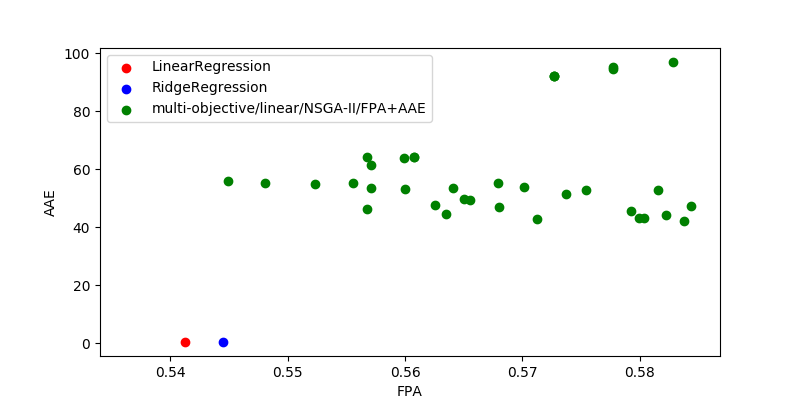 100
80
60
40
20
0
AAE
LinearRegression
RidgeRegression
multi-objective/linear/NSGA-II/FPA+AAE
0.54 0.55 0.56 0.57 0.58
FPA